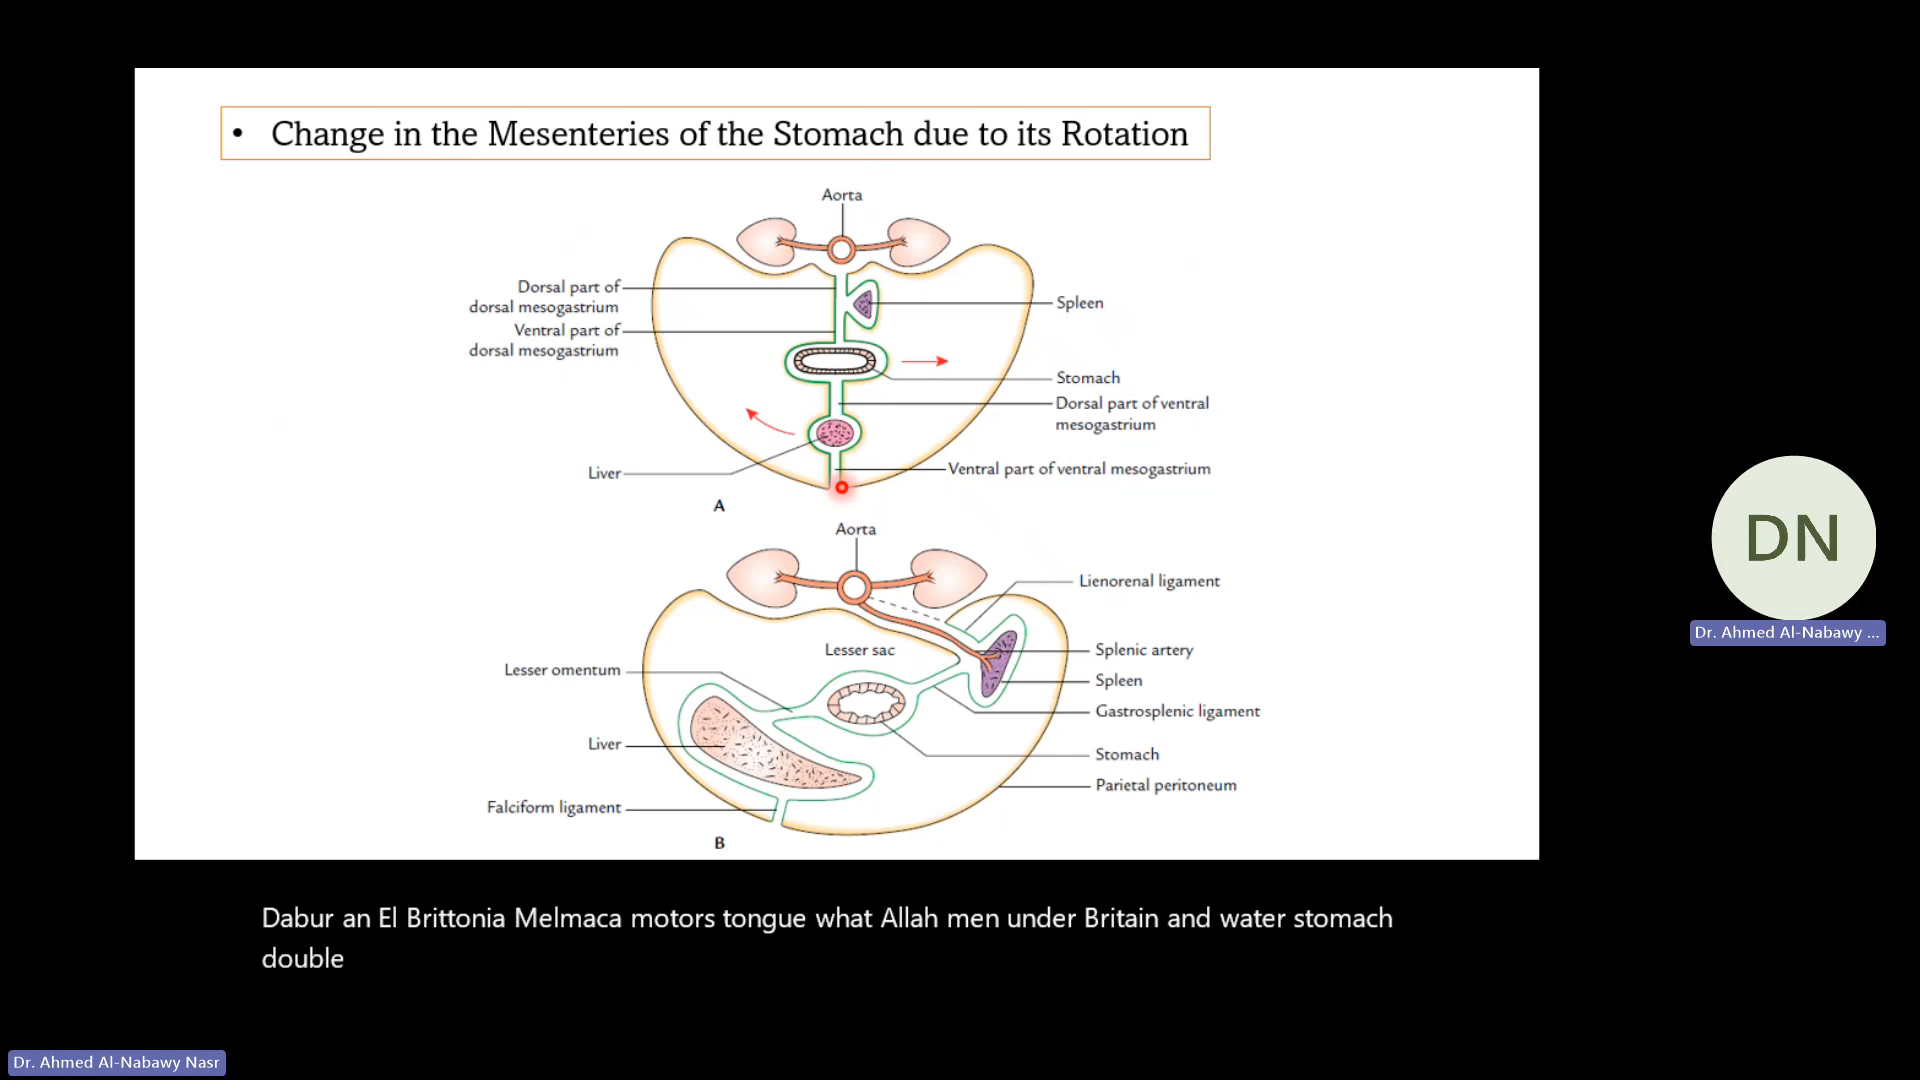 • Change in the Mesenteries of the Stomach due to its Rotation
Aorta
Dorsal part of
dorsal mesogastrium
Ventral part of
dorsal mesogastrium
Spleen
Stomach
Dorsal part of ventral
mesogastrium
Liver
Ventral part of ventral mesogastrium
A
Aorta
Lienorenal ligament
Lesser sac
Splenic artery
Lesser omentum
Spleen
Gastrosplenic ligament
Liver
Stomach
Parietal peritoneum
Falciform ligament
B
DN
Dr. Ahmed Al-Nabawy ...
Dabur an El Brittonia Melmaca motors tongue what Allah men under Britain and water stomach
double
Dr. Ahmed Al-Nabawy Nasr